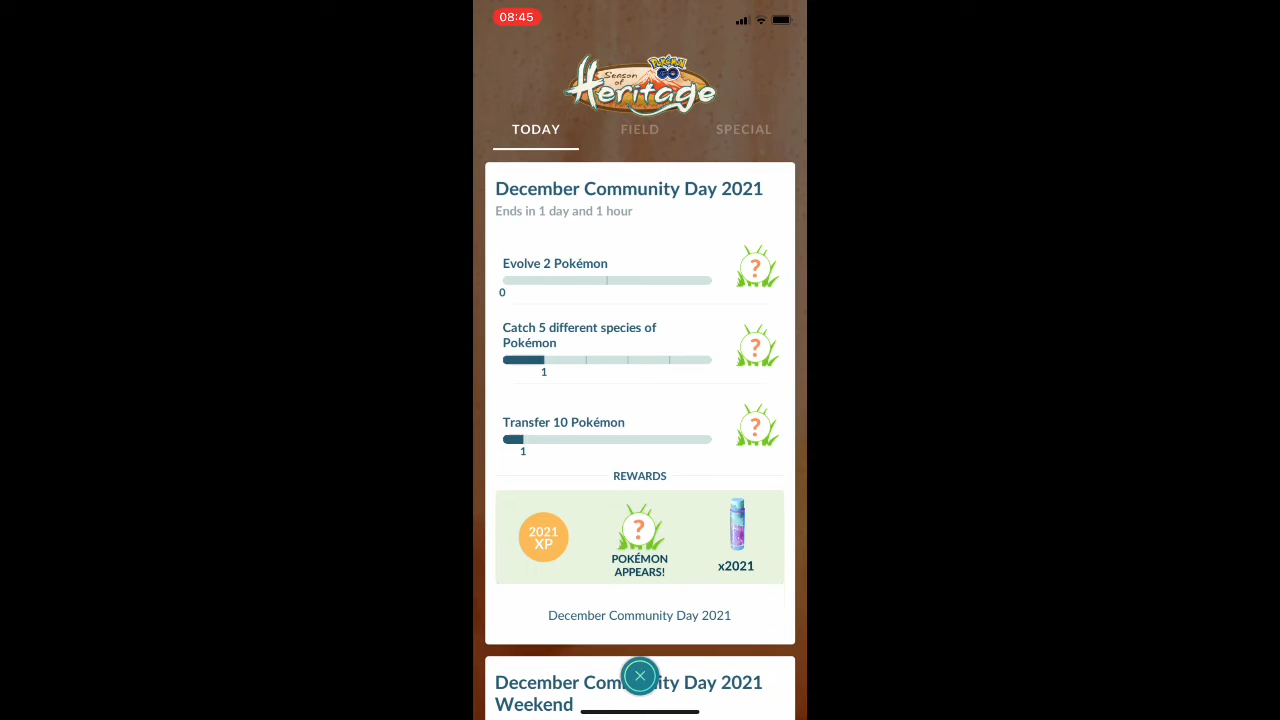 08:45
Pokémon
GO
Season
of
Heritage
TODAY FIELD SPECIAL
December Community Day 2021
Ends in 1 day and 1 hour
Evolve 2 Pokémon
?
0
Catch 5 different species of
Pokémon
?
1
Transfer 10 Pokémon
?
1
REWARDS
2021
XP
?
POKÉMON
APPEARS!
x2021
December Community Day 2021
December Com ity Day 2021
Weekend